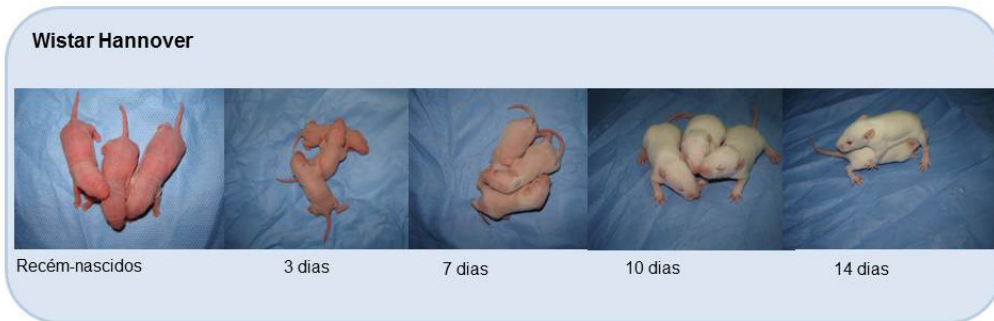 Wistar Hannover
Recém-nascidos
3 dias
7 dias
10 dias
14 dias